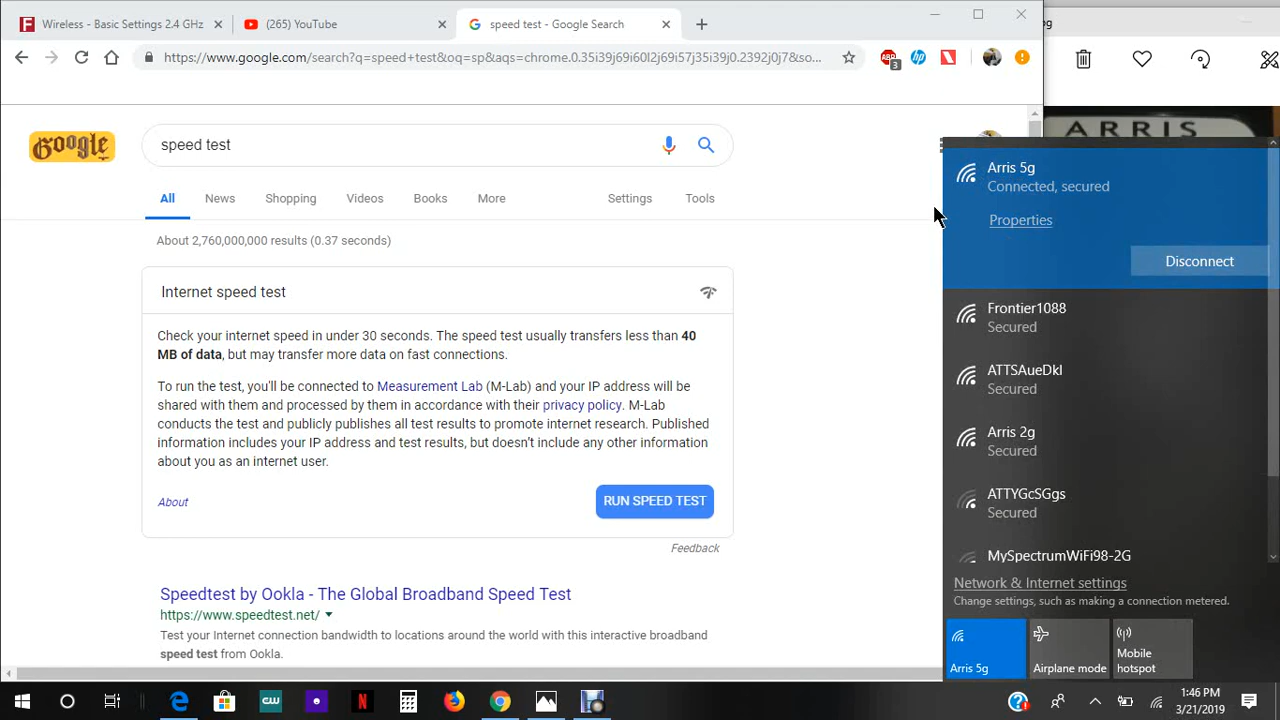 Wireless - Basic Settings 2.4 GHz
(265) YouTube
speed test - Google Search
og
https://www.google.com/search?q=speed+test&oq=sp&aqs=chrome.0.35i39j69i60l2j69i57j35i39j0.2392j0j7&so...
ABP
3
hp
Google
speed test
All
News
Shopping
Videos
Books
More
Settings
Tools
About 2,760,000,000 results (0.37 seconds)
Internet speed test
Check your internet speed in under 30 seconds. The speed test usually transfers less than 40
MB of data, but may transfer more data on fast connections.
To run the test, you'll be connected to Measurement Lab (M-Lab) and your IP address will be
shared with them and processed by them in accordance with their privacy policy. M-Lab
conducts the test and publicly publishes all test results to promote internet research. Published
information includes your IP address and test results, but doesn't include any other information
about you as an internet user.
About
RUN SPEED TEST
Feedback
Speedtest by Ookla - The Global Broadband Speed Test
https://www.speedtest.net/
Test your Internet connection bandwidth to locations around the world with this interactive broadband
speed test from Ookla.
ARRIS
Arris 5g
Connected, secured
Properties
Disconnect
Frontier1088
Secured
ATTSAueDkl
Secured
Arris 2g
Secured
ATTYGcSGgs
Secured
MySpectrumWiFi98-2G
Network & Internet settings
Change settings, such as making a connection metered.
Arris 5g
Airplane mode
Mobile
hotspot
CW
N
1:46 PM
3/21/2019